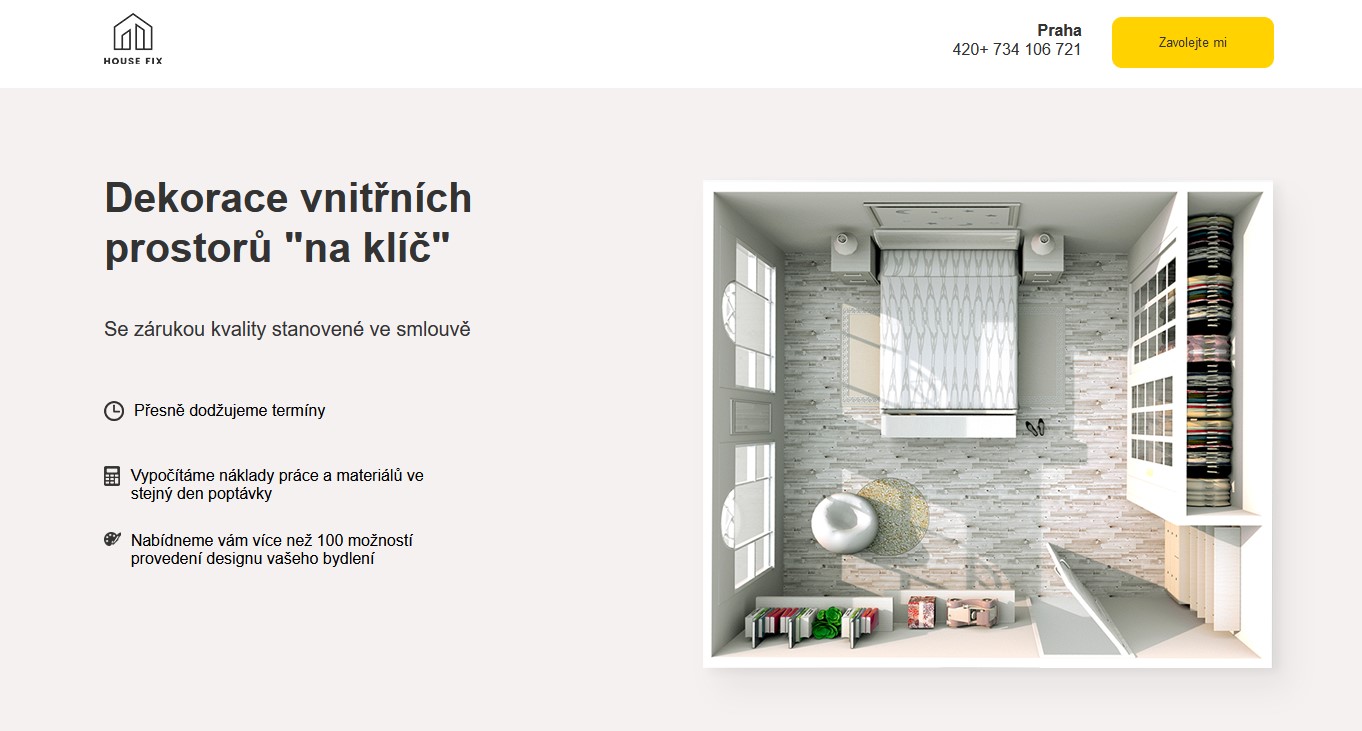 HOUSE FIX
Praha
420+ 734 106 721
Zavolejte mi
Dekorace vnitřních
prostorů "na klíč"
Se zárukou kvality stanovené ve smlouvě
Přesně dodžujeme termíny
Vypočítáme náklady práce a materiálů ve
stejný den poptávky
Nabídneme vám více než 100 možností
provedení designu vašeho bydlení